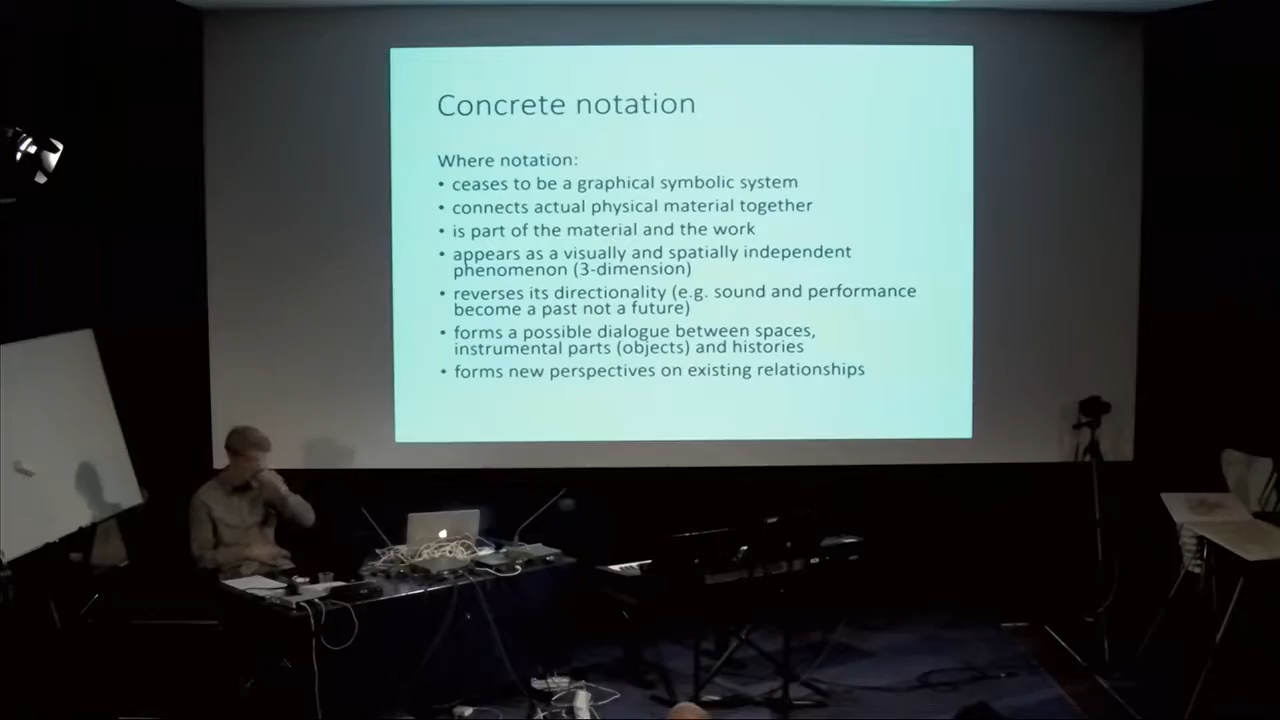 Concrete notation
Where notation:
• ceases to be a graphical symbolic system
• connects actual physical material together
• is part of the material and the work
• appears as a visually and spatially independent
phenomenon (3-dimension)
• reverses its directionality (e.g. sound and performance
become a past not a future)
• forms a possible dialogue between spaces,
instrumental parts (objects) and histories
• forms new perspectives on existing relationships